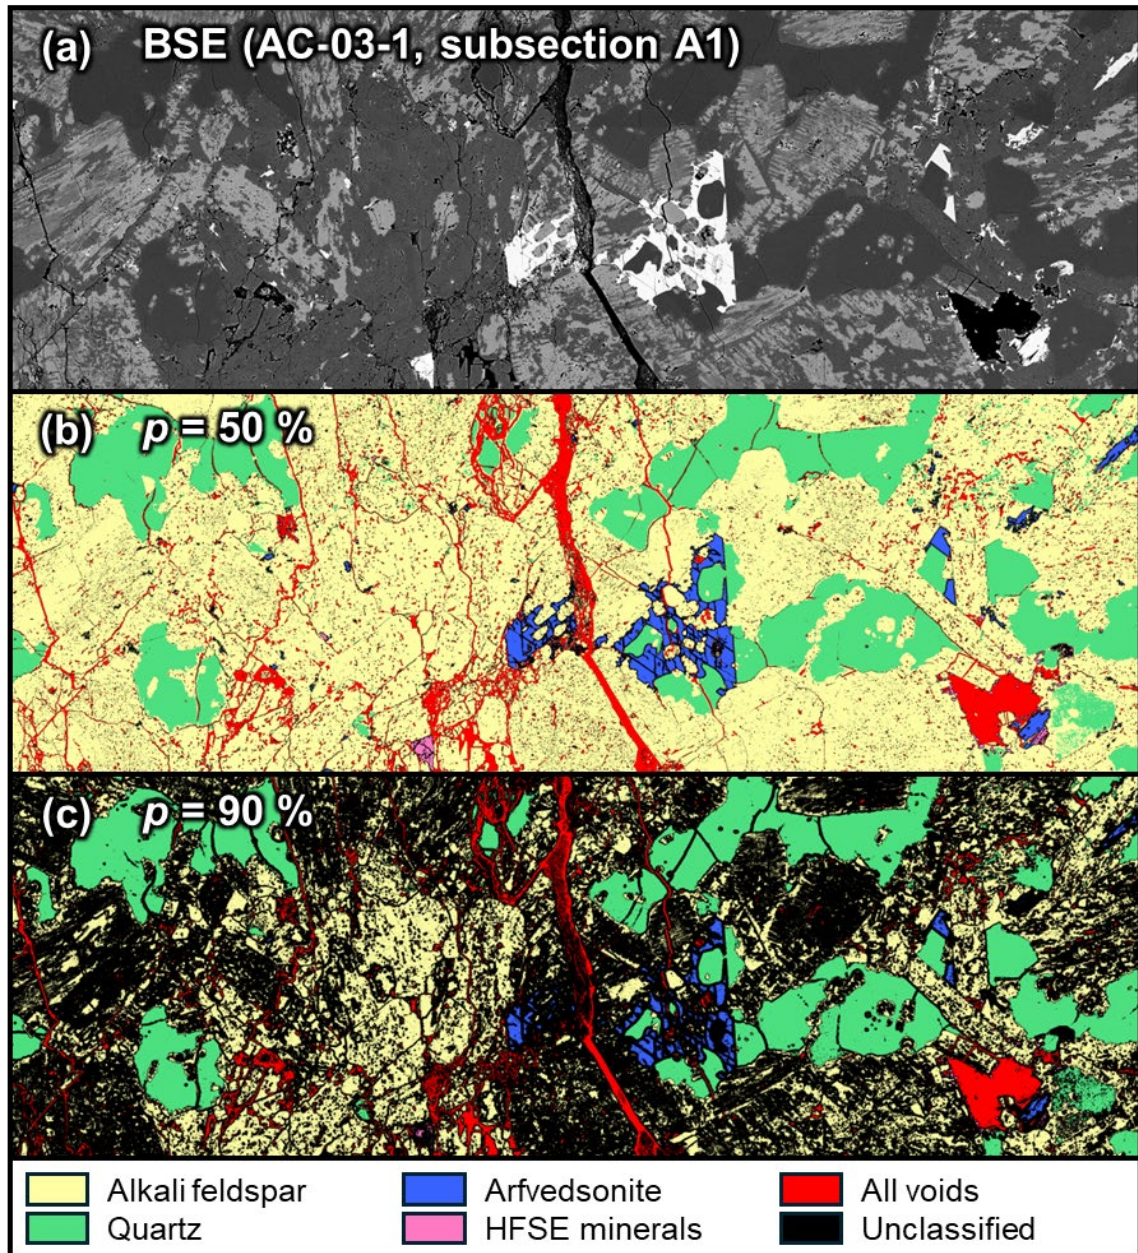 (a) BSE (AC-03-1, subsection A1)
(b) p = 50 %
(c) p = 90 %
Alkali feldspar Arfvedsonite All voids
Quartz HFSE minerals Unclassified